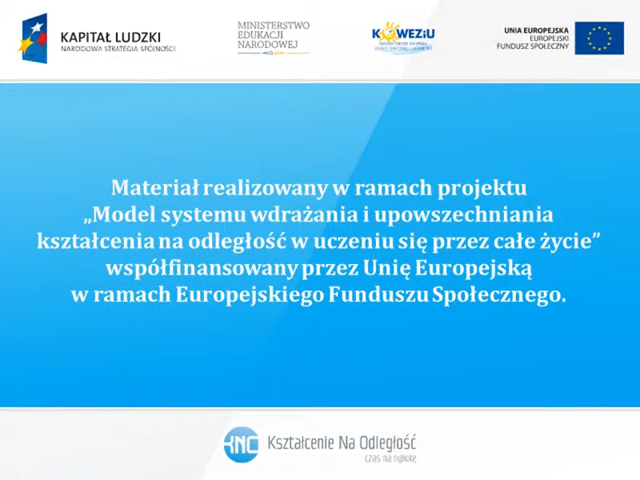 KAPITAŁ LUDZKI
NARODOWA STRATEGIA SPÓJNOŚCI
MINISTERSTWO
EDUKACJI
NARODOWEJ
KOWEZiU
UNIA EUROPEJSKA
EUROPEJSKI
FUNDUSZ SPOŁECZNY
Materiał realizowany w ramach projektu
„Model systemu wdrażania i upowszechniania
kształcenia na odległość w uczeniu się przez całe życie”
współfinansowany przez Unię Europejską
w ramach Europejskiego Funduszu Społecznego.
KNO Kształcenie Na Odległość
czas na naukę